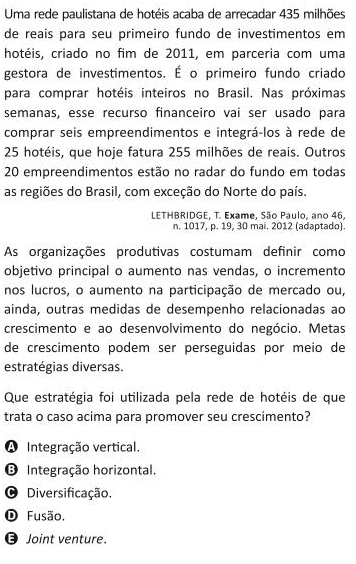 Uma rede paulistana de hotéis acaba de arrecadar 435 milhões
de reais para seu primeiro fundo de investimentos em
hotéis, criado no fim de 2011, em parceria com uma
gestora de investimentos. É o primeiro fundo criado
para comprar hotéis inteiros no Brasil. Nas próximas
semanas, esse recurso financeiro vai ser usado para
comprar seis empreendimentos e integrá-los à rede de
25 hotéis, que hoje fatura 255 milhões de reais. Outros
20 empreendimentos estão no radar do fundo em todas
as regiões do Brasil, com exceção do Norte do país.
LETHBRIDGE, T. Exame, São Paulo, ano 46,
n. 1017, p. 19, 30 mai. 2012 (adaptado).
As organizações produtivas costumam definir como
objetivo principal o aumento nas vendas, o incremento
nos lucros, o aumento na participação de mercado ou,
ainda, outras medidas de desempenho relacionadas ao
crescimento e ao desenvolvimento do negócio. Metas
de crescimento podem ser perseguidas por meio de
estratégias diversas.
Que estratégia foi utilizada pela rede de hotéis de que
trata o caso acima para promover seu crescimento?
A Integração vertical.
B Integração horizontal.
C Diversificação.
D Fusão.
E Joint venture.